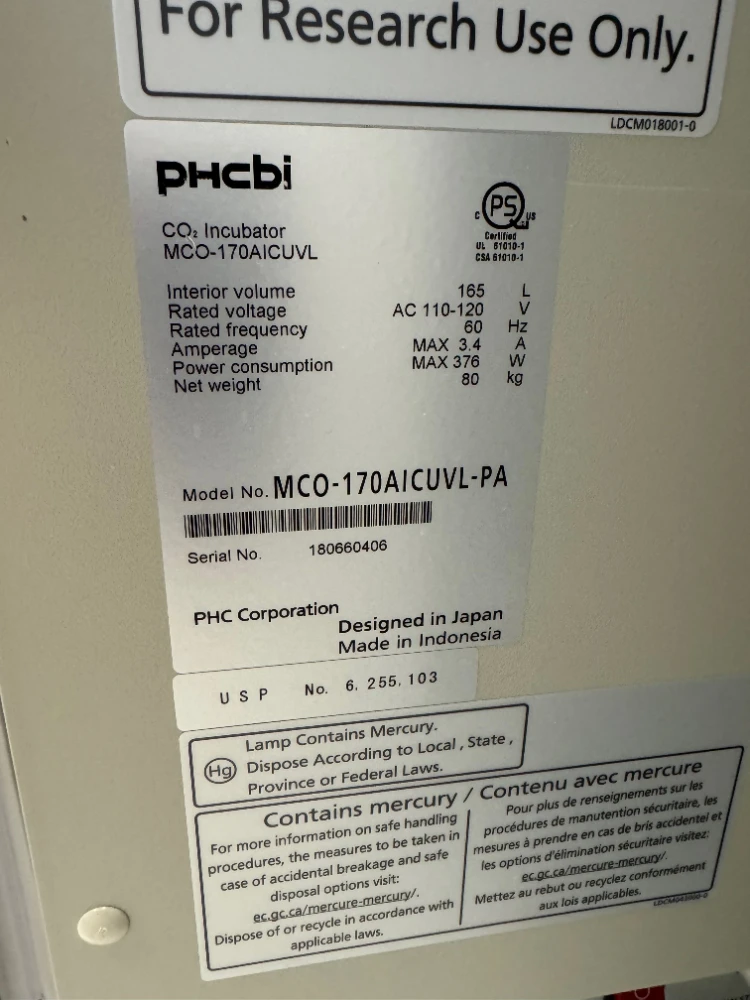 For Research Use Only.
LDCM018001-0
PHCbi
CO₂ Incubator
MCO-170AICUVL
C PS US
Certified
UL 61010-1
CSA 61010-1
Interior volume 165 L
Rated voltage AC 110-120 V
Rated frequency 60 Hz
Amperage MAX 3.4 A
Power consumption MAX 376 W
Net weight 80 kg
Model No. MCO-170AICUVL-PA
Serial No. 180660406
PHC Corporation
Designed in Japan
Made in Indonesia
USP No. 6,255,103
Hg
Lamp Contains Mercury.
Dispose According to Local, State,
Province or Federal Laws.
Contains mercury / Contenu avec mercure
For more information on safe handling
procedures, the measures to be taken in
case of accidental breakage and safe
disposal options visit:
ec.gc.ca/mercure-mercury/.
Dispose of or recycle in accordance with
applicable laws.
Pour plus de renseignements sur les
procédures de manutention sécuritaire, les
mesures à prendre en cas de bris accidentel et
les options d'élimination sécuritaire visitez:
ec.gc.ca/mercure-mercury/.
Mettez au rebut ou recyclez conformément
aux lois applicables.